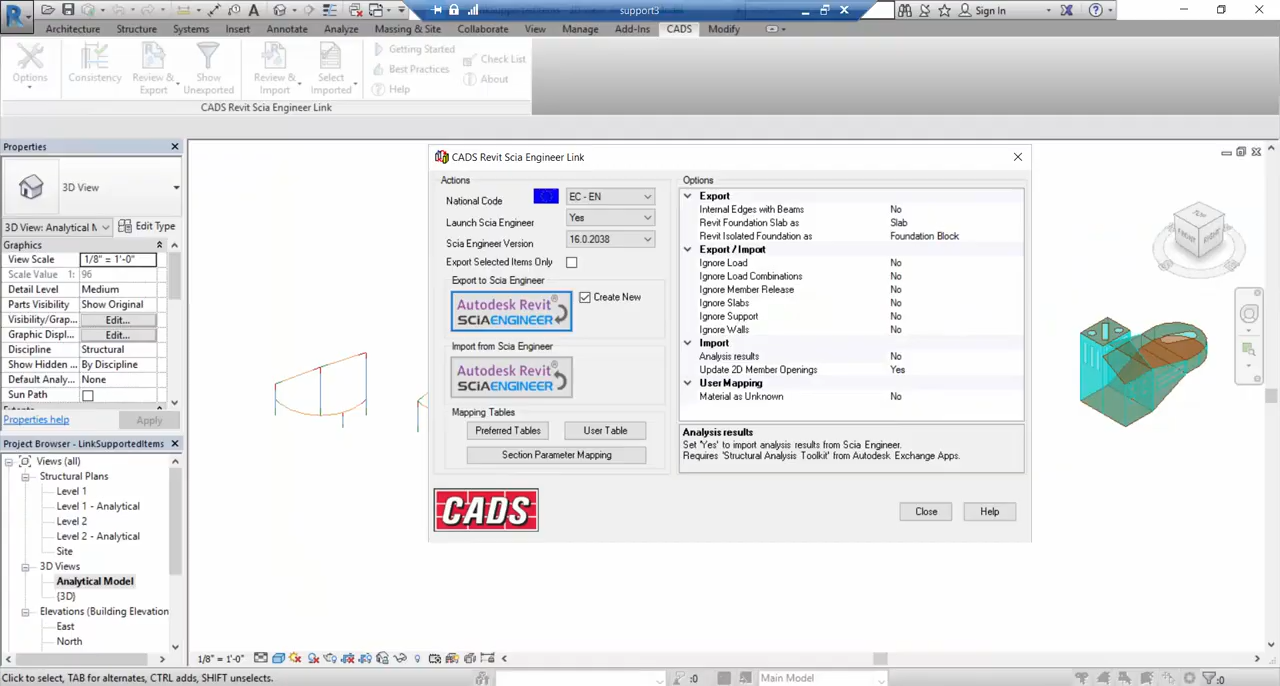 support3
Sign In
Architecture Structure Systems Insert Annotate Analyze Massing & Site Collaborate View Manage Add-Ins CADS Modify
Options
Consistency
Review & Export
Show Unexported
Review & Import
Select Imported
Getting Started
Best Practices
Help
Check List
About
CADS Revit Scia Engineer Link
Properties
3D View
3D View: Analytical M
Edit Type
Graphics
View Scale 1/8" = 1'-0"
Scale Value 1: 96
Detail Level Medium
Parts Visibility Show Original
Visibility/Grap... Edit...
Graphic Displ... Edit...
Discipline Structural
Show Hidden ... By Discipline
Default Analy... None
Sun Path
Properties help
Apply
Project Browser - LinkSupportedItems
Views (all)
Structural Plans
Level 1
Level 1 - Analytical
Level 2
Level 2 - Analytical
Site
3D Views
Analytical Model
{3D}
Elevations (Building Elevation
East
North
CADS Revit Scia Engineer Link
Actions
National Code EC - EN
Launch Scia Engineer Yes
Scia Engineer Version 16.0.2038
Export Selected Items Only
Export to Scia Engineer
Autodesk Revit®
SCiAENGINEER
Create New
Import from Scia Engineer
Autodesk Revit®
SCiAENGINEER
Mapping Tables
Preferred Tables
User Table
Section Parameter Mapping
CADS
Options
Export
Internal Edges with Beams No
Revit Foundation Slab as Slab
Revit Isolated Foundation as Foundation Block
Export / Import
Ignore Load No
Ignore Load Combinations No
Ignore Member Release No
Ignore Slabs No
Ignore Support No
Ignore Walls No
Import
Analysis results No
Update 2D Member Openings Yes
User Mapping
Material as Unknown No
Analysis results
Set 'Yes' to import analysis results from Scia Engineer.
Requires 'Structural Analysis Toolkit' from Autodesk Exchange Apps.
Close
Help
FRONT
RIGHT
1/8" = 1'-0"
Click to select, TAB for alternates, CTRL adds, SHIFT unselects.
:0
Main Model
:0